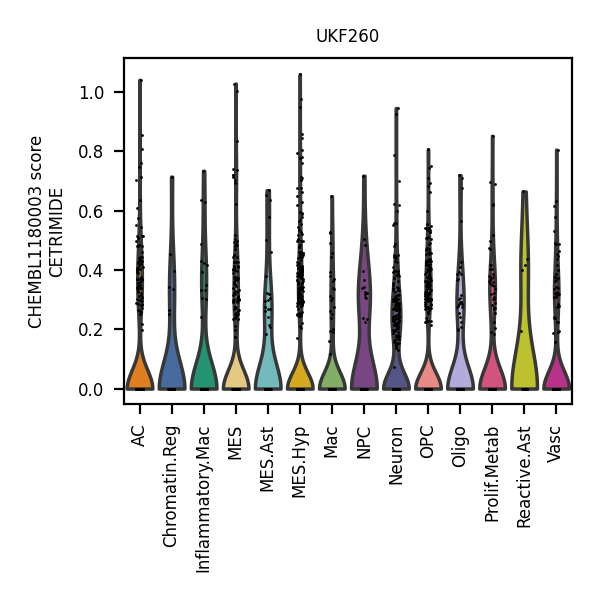 UKF260
CHEMBL1180003 score
CETRIMIDE
1.0
0.8
0.6
0.4
0.2
0.0
AC
Chromatin.Reg
Inflammatory.Mac
MES
MES.Ast
MES.Hyp
Mac
NPC
Neuron
OPC
Oligo
Prolif.Metab
Reactive.Ast
Vasc